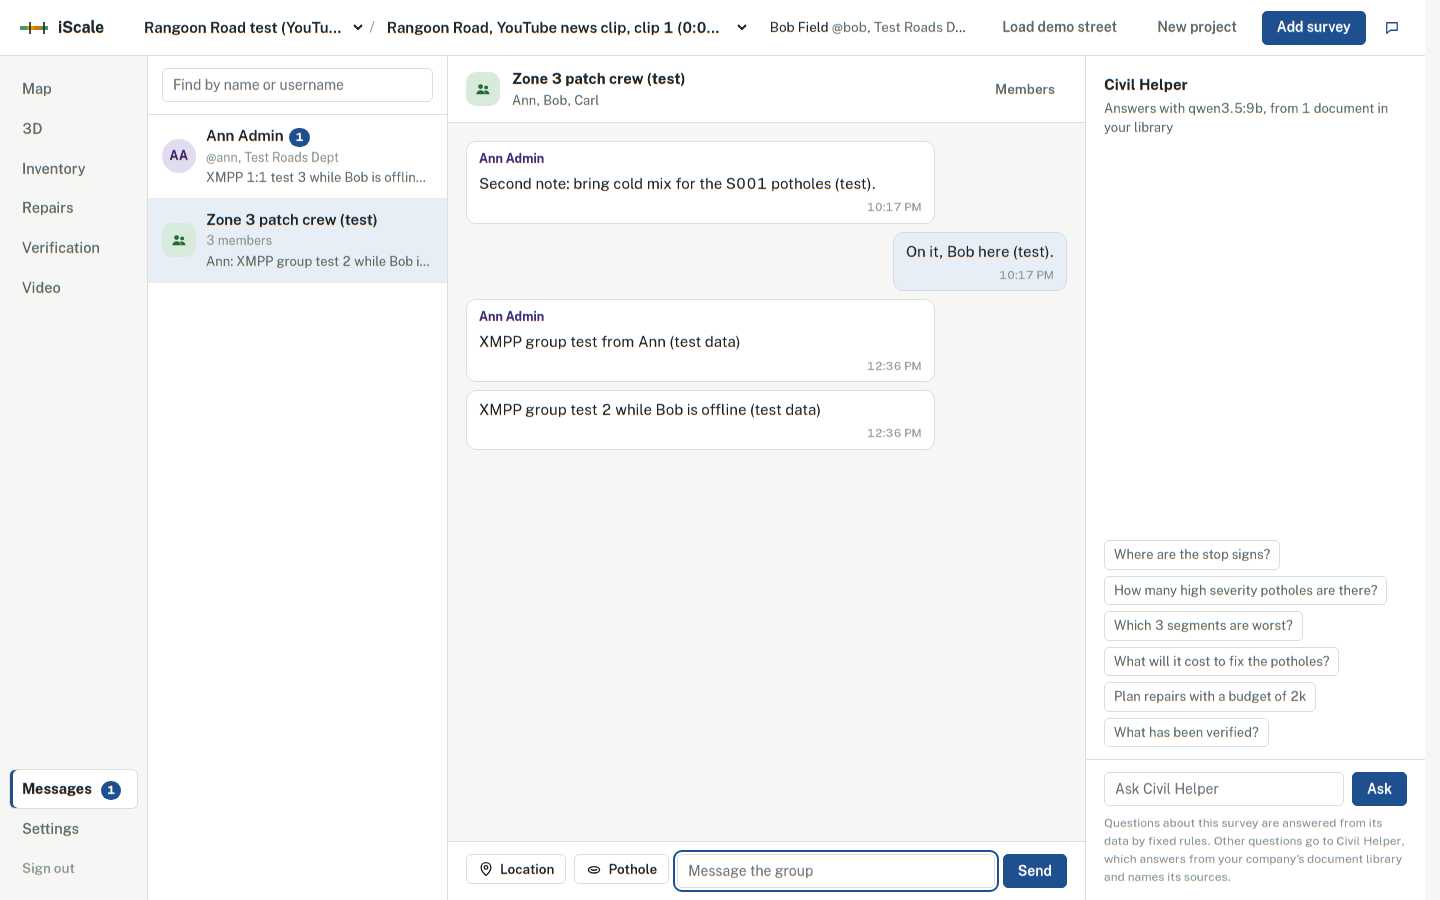 iScale
Rangoon Road test (YouTu... / Rangoon Road, YouTube news clip, clip 1 (0:0...
Bob Field @bob, Test Roads D...
Load demo street
New project
Add survey
Map
3D
Inventory
Repairs
Verification
Video
Messages 1
Settings
Sign out
Find by name or username
AA
Ann Admin 1
@ann, Test Roads Dept
XMPP 1:1 test 3 while Bob is offlin...
Zone 3 patch crew (test)
3 members
Ann: XMPP group test 2 while Bob i...
Zone 3 patch crew (test)
Ann, Bob, Carl
Members
Ann Admin
Second note: bring cold mix for the S001 potholes (test).
10:17 PM
On it, Bob here (test).
10:17 PM
Ann Admin
XMPP group test from Ann (test data)
12:36 PM
XMPP group test 2 while Bob is offline (test data)
12:36 PM
Location
Pothole
Message the group
Send
Civil Helper
Answers with qwen3.5:9b, from 1 document in
your library
Where are the stop signs?
How many high severity potholes are there?
Which 3 segments are worst?
What will it cost to fix the potholes?
Plan repairs with a budget of 2k
What has been verified?
Ask Civil Helper
Ask
Questions about this survey are answered from its
data by fixed rules. Other questions go to Civil Helper,
which answers from your company's document library
and names its sources.